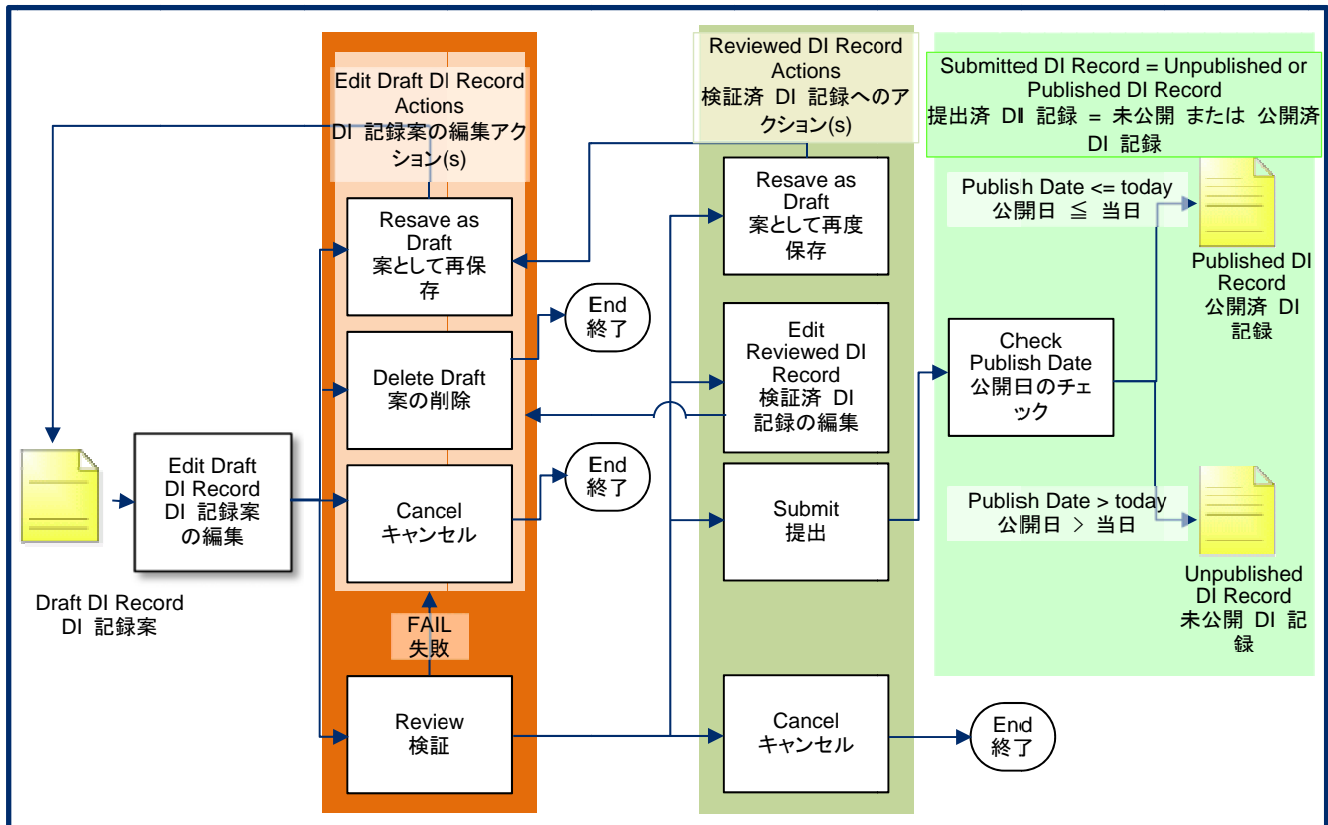 Edit Draft DI Record
Actions
DI 記録案の編集アク
ション(s)
Reviewed DI Record
Actions
検証済 DI 記録へのア
クション(s)
Submitted DI Record = Unpublished or
Published DI Record
提出済 DI 記録 = 未公開 または 公開済
DI 記録
Resave as
Draft
案として再保
存
Resave as
Draft
案として再度
保存
Publish Date <= today
公開日 ≦ 当日
Published DI
Record
公開済 DI
記録
End
終了
Delete Draft
案の削除
Edit
Reviewed DI
Record
検証済 DI
記録の編集
Check
Publish Date
公開日のチェ
ック
Draft DI Record
DI 記録案
Edit Draft
DI Record
DI 記録案
の編集
Cancel
キャンセル
End
終了
Submit
提出
Publish Date > today
公開日 > 当日
Unpublished
DI Record
未公開 DI 記
録
FAIL
失敗
Review
検証
Cancel
キャンセル
End
終了